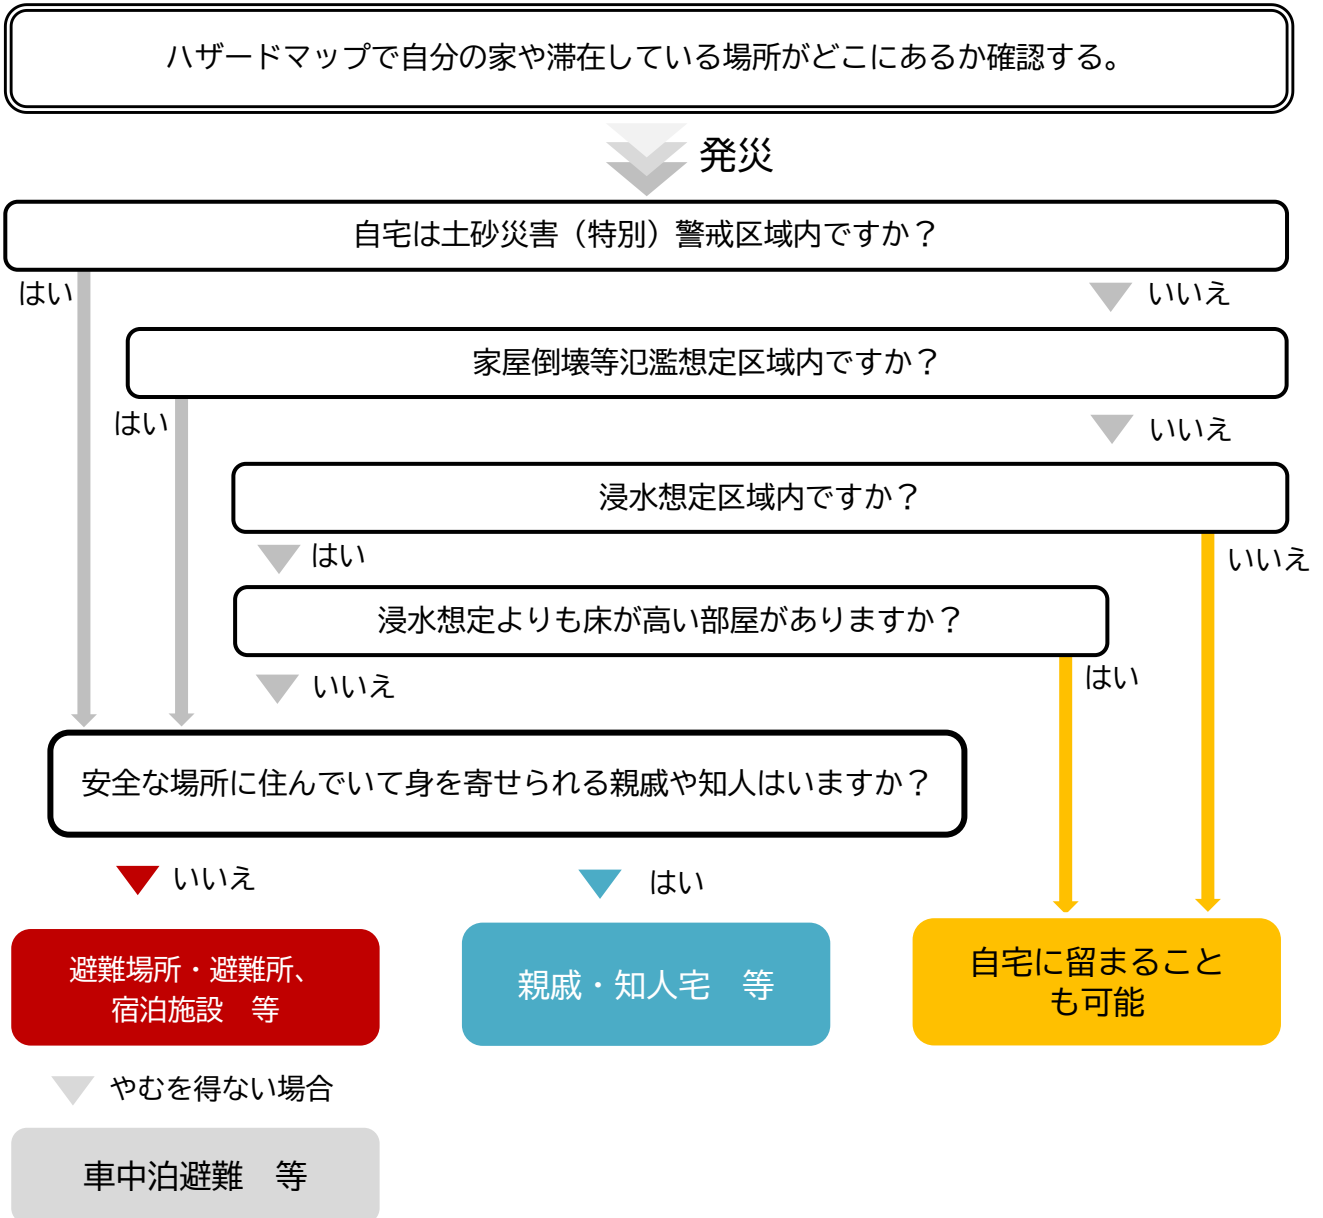 ハザードマップで自分の家や滞在している場所がどこにあるか確認する。
発災
自宅は土砂災害（特別）警戒区域内ですか？
はい
いいえ
家屋倒壊等氾濫想定区域内ですか？
はい
いいえ
浸水想定区域内ですか？
はい
いいえ
浸水想定よりも床が高い部屋がありますか？
いいえ
はい
安全な場所に住んでいて身を寄せられる親戚や知人はいますか？
いいえ
はい
避難場所・避難所、
宿泊施設　等
親戚・知人宅　等
自宅に留まること
も可能
やむを得ない場合
車中泊避難　等